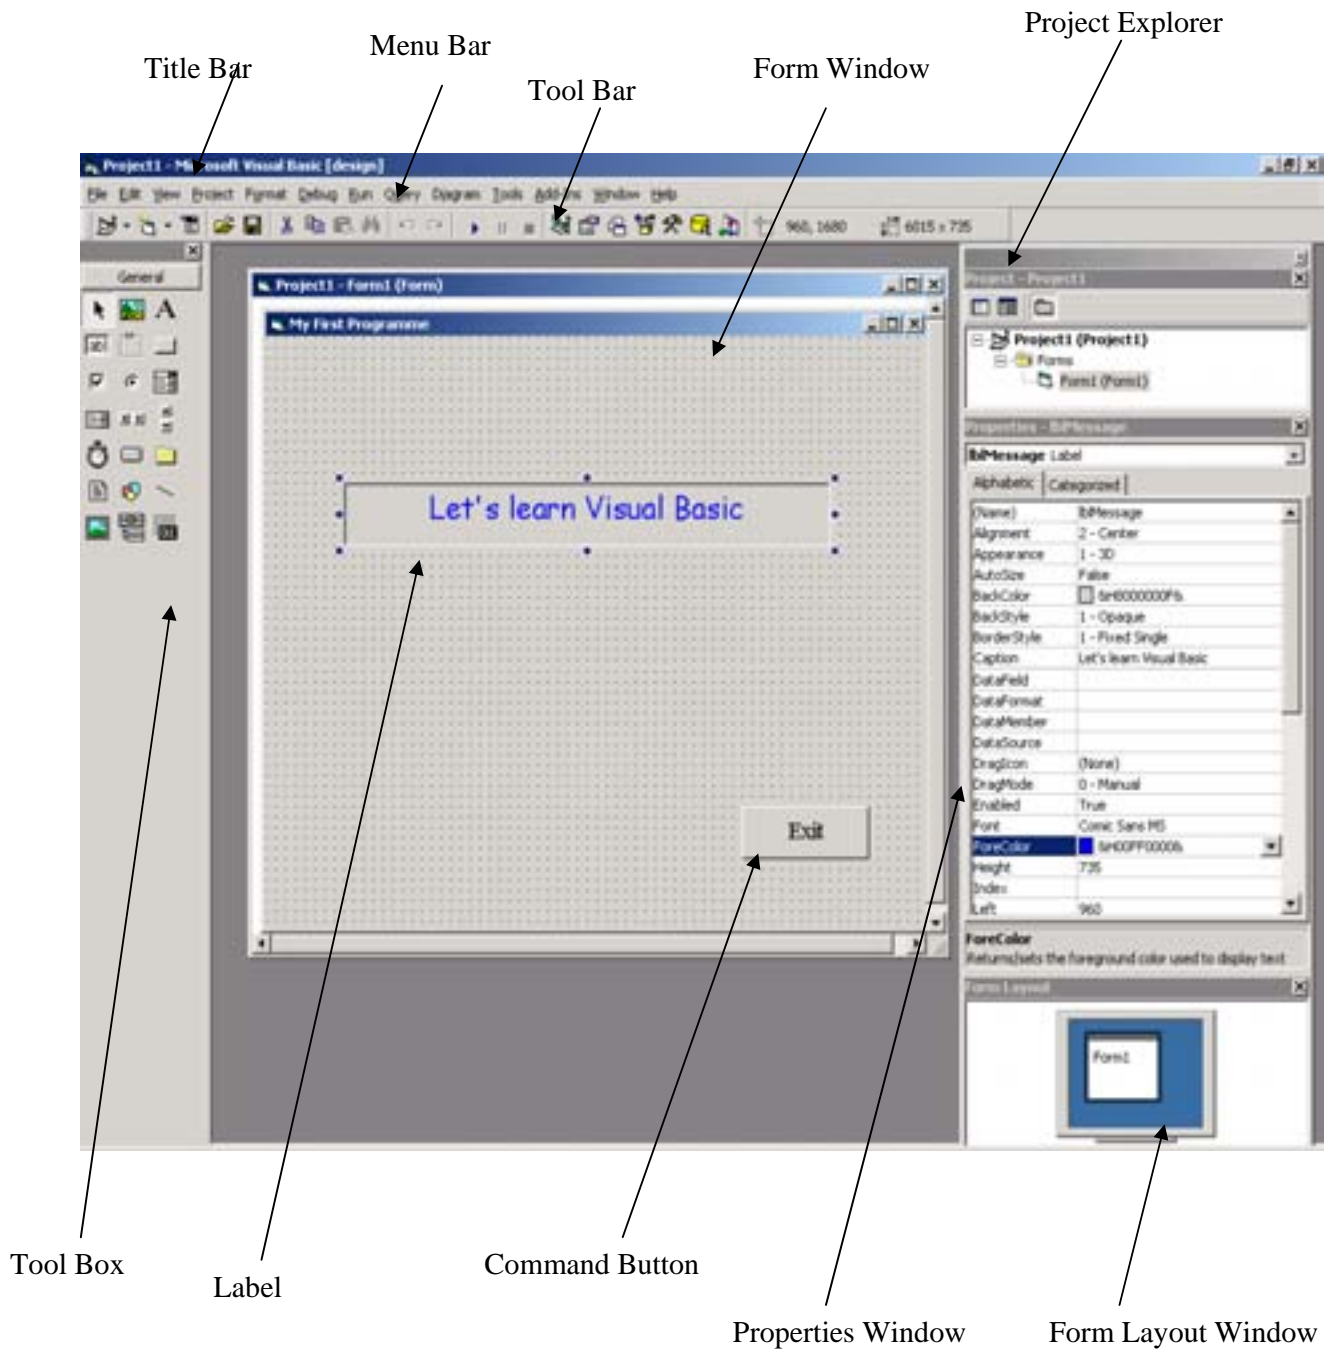 Project Explorer
Menu Bar
Title Bar
Form Window
Tool Bar
Project1 - Microsoft Visual Basic [design]
File Edit View Project Format Debug Run Query Diagram Tools Add-Ins Window Help
960, 1680
6015 x 735
General
Project1 - Form1 (Form)
My First Programme
Let's learn Visual Basic
Exit
Project - Project1
Project1 (Project1)
Forms
Form1 (Form1)
Properties - lblMessage
lblMessage Label
Alphabetic Categorized
(Name) lblMessage
Alignment 2 - Center
Appearance 1 - 3D
AutoSize False
BackColor &H8000000F&
BackStyle 1 - Opaque
BorderStyle 1 - Fixed Single
Caption Let's learn Visual Basic
DataField
DataFormat
DataMember
DataSource
DragIcon (None)
DragMode 0 - Manual
Enabled True
Font Comic Sans MS
ForeColor &H00FF0000&
Height 735
Index
Left 960
ForeColor
Returns/sets the foreground color used to display text
Form Layout
Form1
Tool Box
Label
Command Button
Properties Window
Form Layout Window